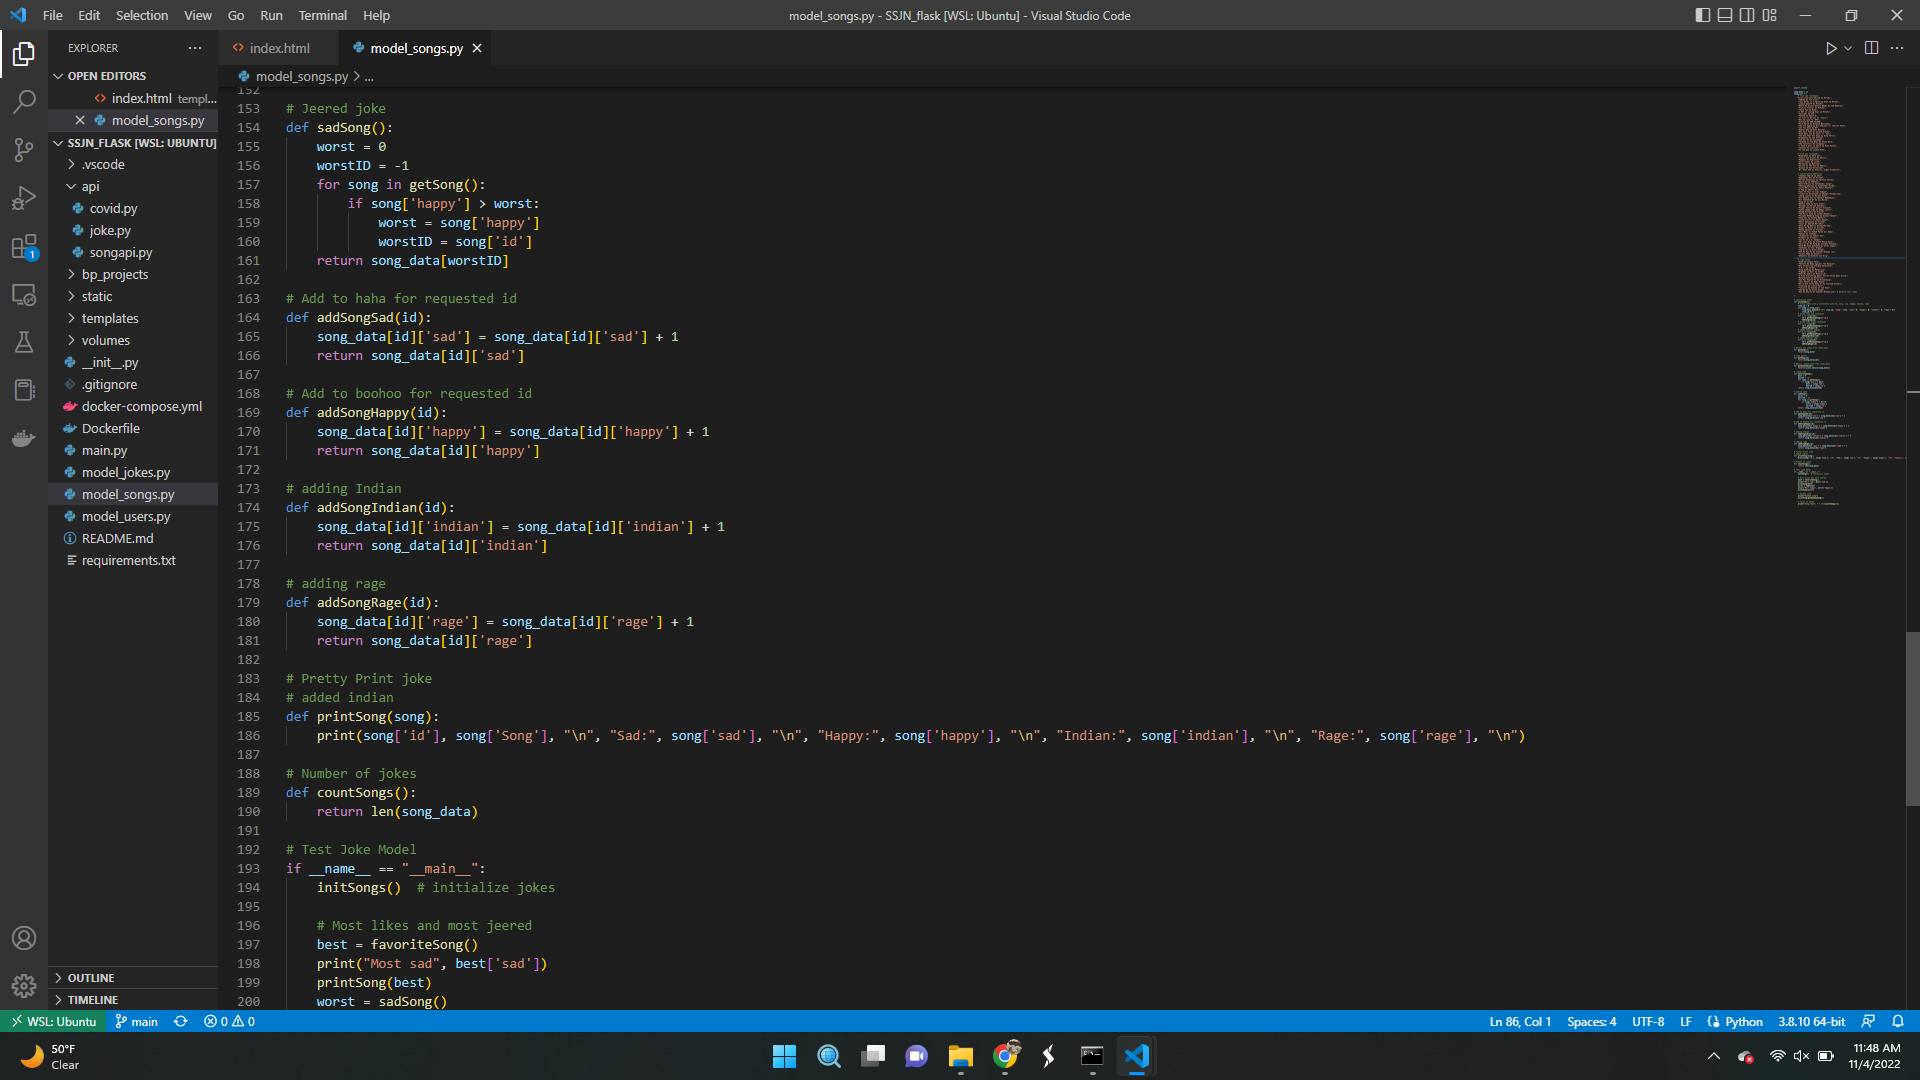 File Edit Selection View Go Run Terminal Help
model_songs.py - SSJN_flask [WSL: Ubuntu] - Visual Studio Code
EXPLORER
OPEN EDITORS
index.html templ...
model_songs.py
SSJN_FLASK [WSL: UBUNTU]
.vscode
api
covid.py
joke.py
songapi.py
bp_projects
static
templates
volumes
__init__.py
.gitignore
docker-compose.yml
Dockerfile
main.py
model_jokes.py
model_songs.py
model_users.py
README.md
requirements.txt
OUTLINE
TIMELINE
1
index.html
model_songs.py
model_songs.py > ...
152
153 # Jeered joke
154 def sadSong():
155 worst = 0
156 worstID = -1
157 for song in getSong():
158 if song['happy'] > worst:
159 worst = song['happy']
160 worstID = song['id']
161 return song_data[worstID]
162
163 # Add to haha for requested id
164 def addSongSad(id):
165 song_data[id]['sad'] = song_data[id]['sad'] + 1
166 return song_data[id]['sad']
167
168 # Add to boohoo for requested id
169 def addSongHappy(id):
170 song_data[id]['happy'] = song_data[id]['happy'] + 1
171 return song_data[id]['happy']
172
173 # adding Indian
174 def addSongIndian(id):
175 song_data[id]['indian'] = song_data[id]['indian'] + 1
176 return song_data[id]['indian']
177
178 # adding rage
179 def addSongRage(id):
180 song_data[id]['rage'] = song_data[id]['rage'] + 1
181 return song_data[id]['rage']
182
183 # Pretty Print joke
184 # added indian
185 def printSong(song):
186 print(song['id'], song['Song'], "\n", "Sad:", song['sad'], "\n", "Happy:", song['happy'], "\n", "Indian:", song['indian'], "\n", "Rage:", song['rage'], "\n")
187
188 # Number of jokes
189 def countSongs():
190 return len(song_data)
191
192 # Test Joke Model
193 if __name__ == "__main__":
194 initSongs() # initialize jokes
195
196 # Most likes and most jeered
197 best = favoriteSong()
198 print("Most sad", best['sad'])
199 printSong(best)
200 worst = sadSong()
WSL: Ubuntu main 0 0
Ln 86, Col 1 Spaces: 4 UTF-8 LF Python 3.8.10 64-bit
50°F
Clear
11:48 AM
11/4/2022